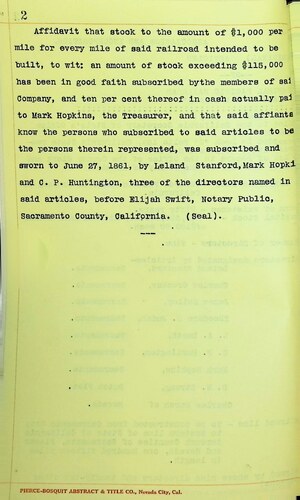 2
Affidavit that stock to the amount of $1,000 per
mile for every mile of said railroad intended to be
built, to wit; an amount of stock exceeding $115,000
has been in good faith subscribed bythe members of sai
Company, and ten per cent thereof in cash actually pai
to Mark Hopkins, the Treasurer, and that said affiants
know the persons who subscribed to said articles to be
the persons therein represented, was subscribed and
sworn to June 27, 1861, by Leland Stanford,Mark Hopki
and C. P. Huntington, three of the directors named in
said articles, before Elijah Swift, Notary Public,
Sacramento County, California. (Seal).
---
PIERCE-BOSQUIT ABSTRACT & TITLE CO., Nevada City, Cal.